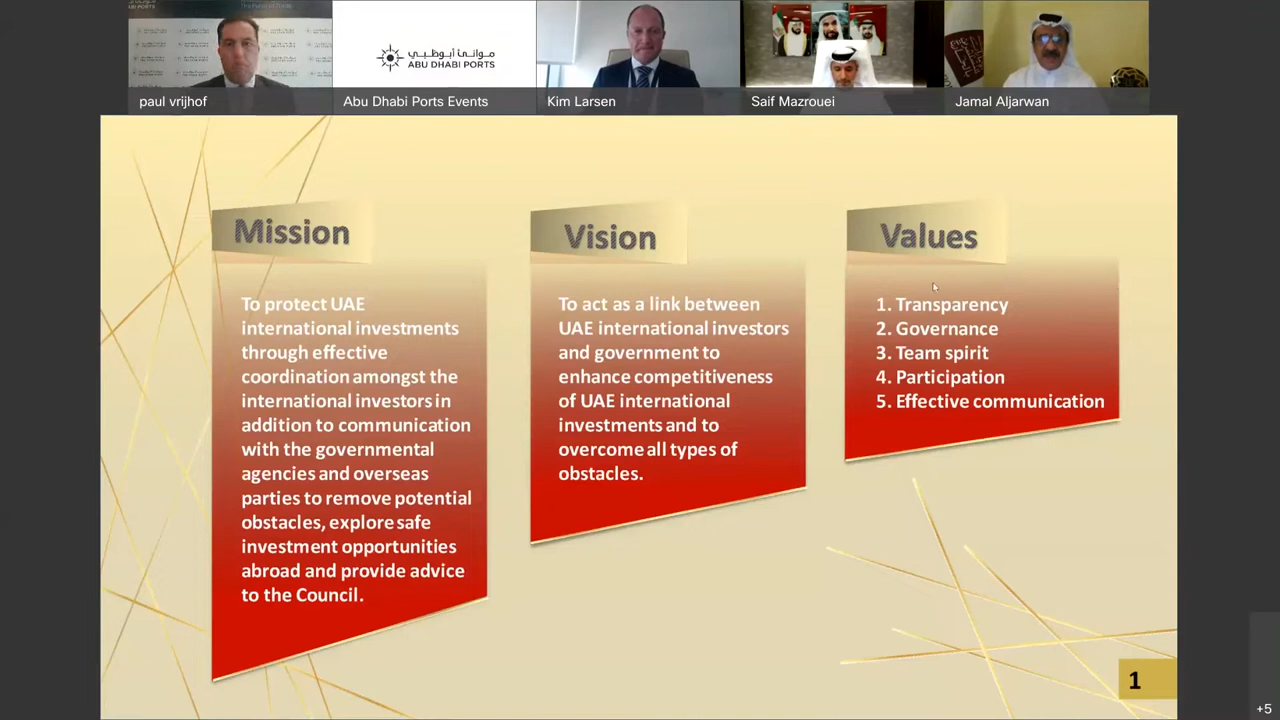 paul vrijhof
موانئ أبوظبي
ABU DHABI PORTS
Abu Dhabi Ports Events
Kim Larsen
Saif Mazrouei
Jamal Aljarwan
Mission
To protect UAE
international investments
through effective
coordination amongst the
international investors in
addition to communication
with the governmental
agencies and overseas
parties to remove potential
obstacles, explore safe
investment opportunities
abroad and provide advice
to the Council.
Vision
To act as a link between
UAE international investors
and government to
enhance competitiveness
of UAE international
investments and to
overcome all types of
obstacles.
Values
1. Transparency
2. Governance
3. Team spirit
4. Participation
5. Effective communication
1
+5